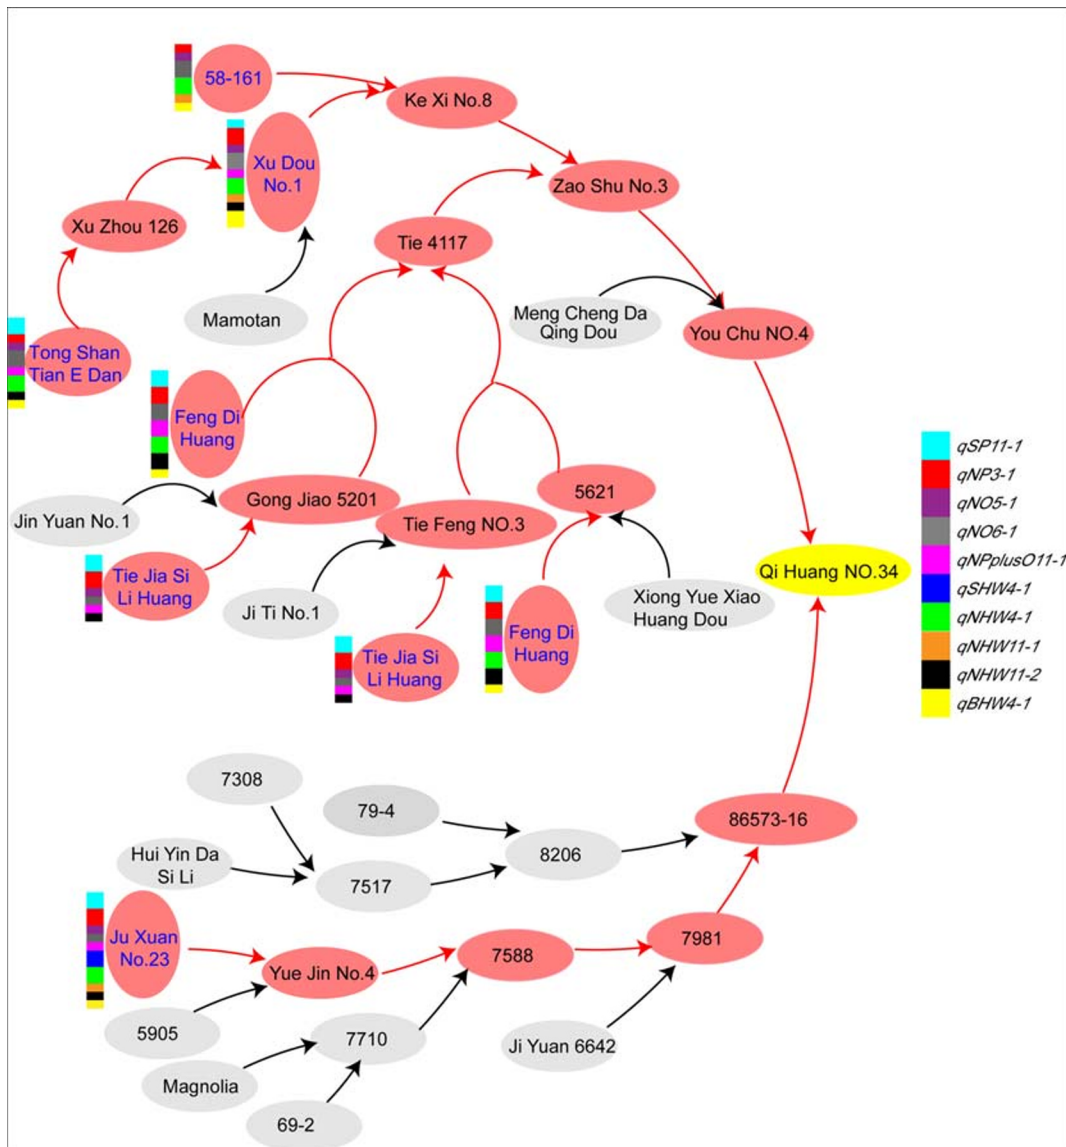 58-161
Ke Xi No.8
Xu Dou
No.1
Zao Shu No.3
Xu Zhou 126
Tie 4117
Mamotan
Meng Cheng Da
Qing Dou
You Chu NO.4
Tong Shan
Tian E Dan
Feng Di
Huang
Gong Jiao 5201
5621
Jin Yuan No.1
Tie Feng NO.3
Qi Huang NO.34
Tie Jia Si
Li Huang
Ji Ti No.1
Xiong Yue Xiao
Huang Dou
Feng Di
Huang
Tie Jia Si
Li Huang
qSP11-1
qNP3-1
qNO5-1
qNO6-1
qNPplusO11-1
qSHW4-1
qNHW4-1
qNHW11-1
qNHW11-2
qBHW4-1
7308
79-4
86573-16
Hui Yin Da
Si Li
8206
7517
Ju Xuan
No.23
7981
7588
Yue Jin No.4
5905
7710
Ji Yuan 6642
Magnolia
69-2